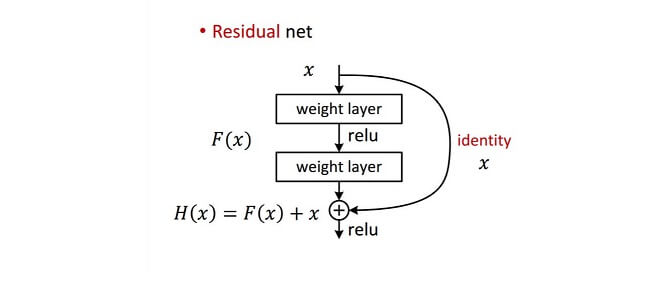 • Residual net
x
weight layer
relu
F(x)
identity
x
weight layer
H(x) = F(x) + x
+
relu